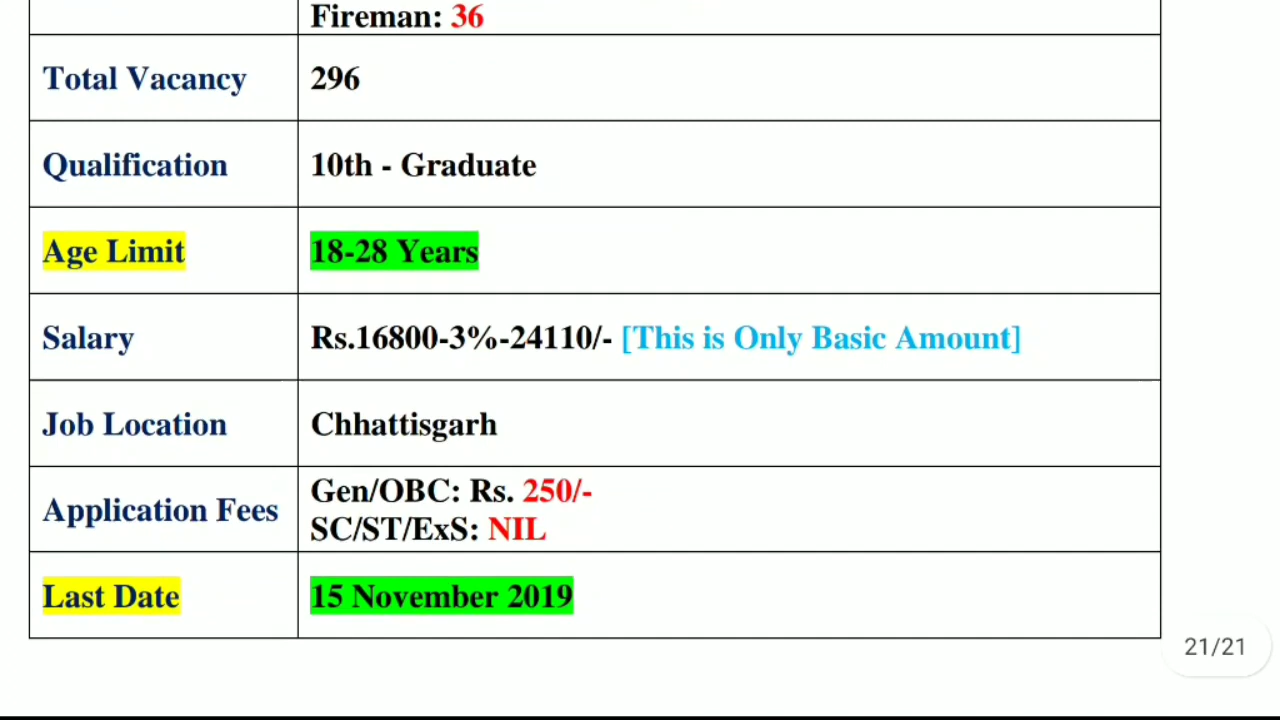 Fireman: 36
Total Vacancy 296
Qualification 10th - Graduate
Age Limit 18-28 Years
Salary Rs.16800-3%-24110/- [This is Only Basic Amount]
Job Location Chhattisgarh
Application Fees Gen/OBC: Rs. 250/-
SC/ST/ExS: NIL
Last Date 15 November 2019
21/21